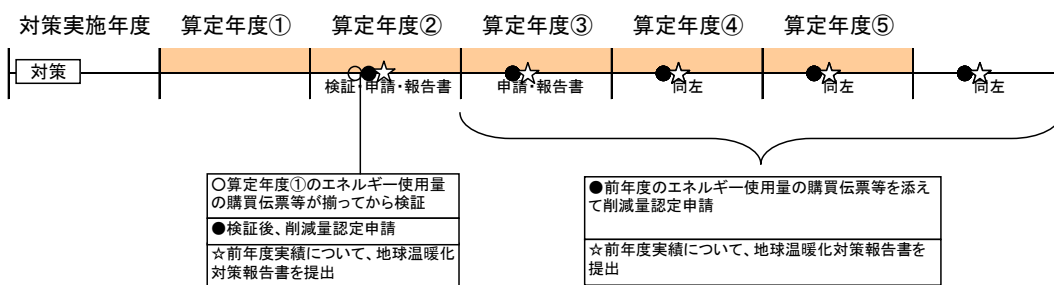 対策実施年度 算定年度① 算定年度② 算定年度③ 算定年度④ 算定年度⑤
対策
検証・申請・報告書 申請・報告書 同左 同左 同左
○算定年度①のエネルギー使用量
の購買伝票等が揃ってから検証
●検証後、削減量認定申請
☆前年度実績について、地球温暖化
対策報告書を提出
●前年度のエネルギー使用量の購買伝票等を添え
て削減量認定申請
☆前年度実績について、地球温暖化対策報告書を
提出